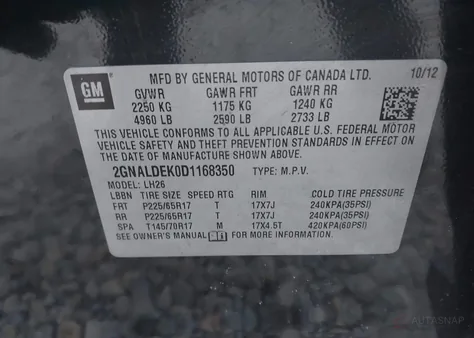 GM
MFD BY GENERAL MOTORS OF CANADA LTD. 10/12
GVWR GAWR FRT GAWR RR
2250 KG 1175 KG 1240 KG
4960 LB 2590 LB 2733 LB
THIS VEHICLE CONFORMS TO ALL APPLICABLE U.S. FEDERAL MOTOR
VEHICLE SAFETY AND THEFT PREVENTION STANDARDS IN EFFECT ON
THE DATE OF MANUFACTURE SHOWN ABOVE.
2GNALDEK0D1168350 TYPE: M.P.V.
MODEL: LH26
LBBN TIRE SIZE SPEED RTG RIM COLD TIRE PRESSURE
FRT P225/65R17 T 17X7J 240KPA(35PSI)
RR P225/65R17 T 17X7J 240KPA(35PSI)
SPA T145/70R17 M 17X4.5T 420KPA(60PSI)
SEE OWNER'S MANUAL FOR MORE INFORMATION.
AUTASNAP